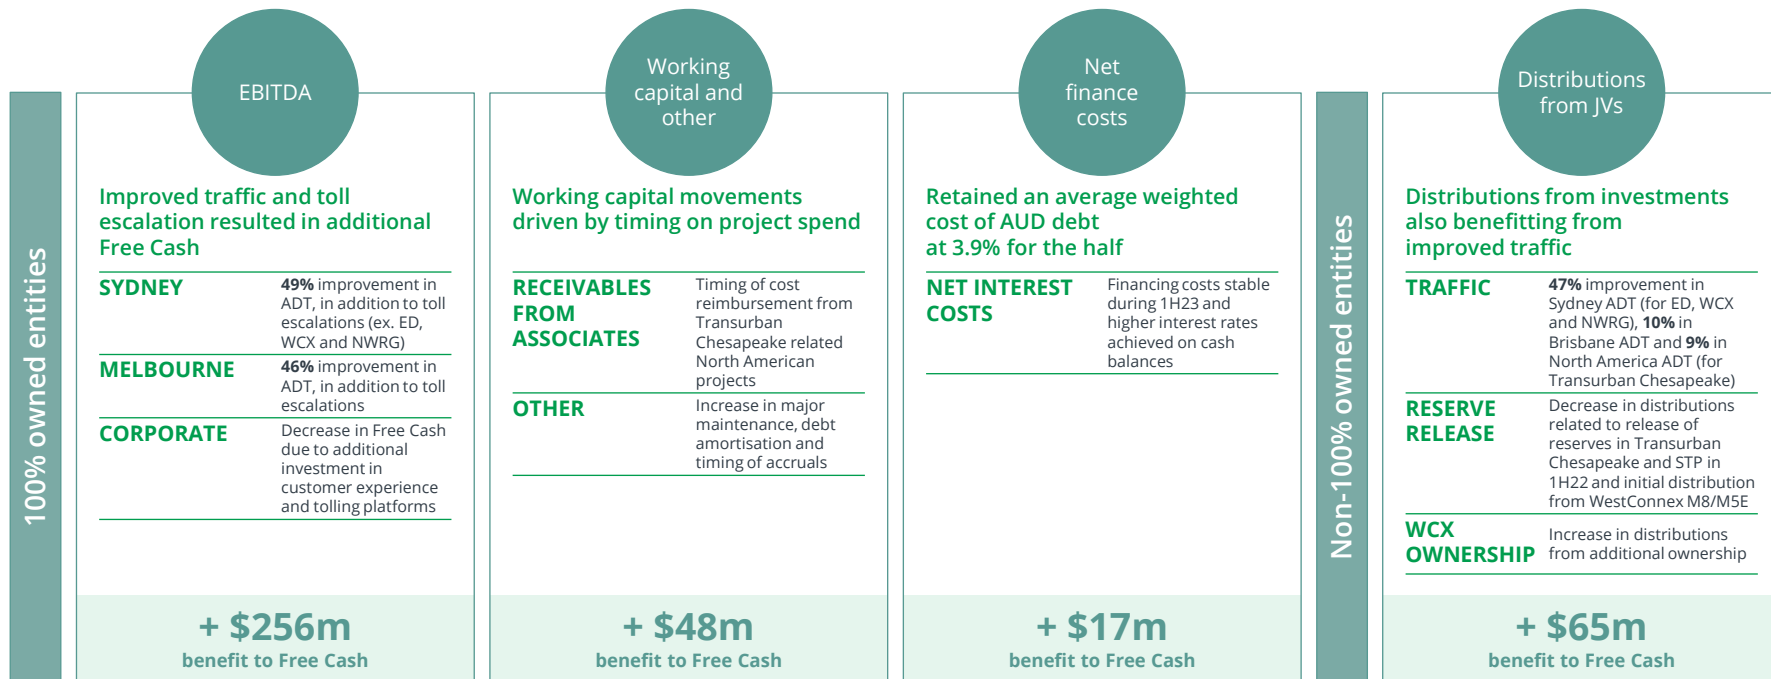 100% owned entities
EBITDA
Improved traffic and toll
escalation resulted in additional
Free Cash
SYDNEY
49% improvement in
ADT, in addition to toll
escalations (ex. ED,
WCX and NWRG)
MELBOURNE
46% improvement in
ADT, in addition to toll
escalations
CORPORATE
Decrease in Free Cash
due to additional
investment in
customer experience
and tolling platforms
+ $256m
benefit to Free Cash
Working
capital and
other
Working capital movements
driven by timing on project spend
RECEIVABLES
FROM
ASSOCIATES
Timing of cost
reimbursement from
Transurban
Chesapeake related
North American
projects
OTHER
Increase in major
maintenance, debt
amortisation and
timing of accruals
+ $48m
benefit to Free Cash
Net
finance
costs
Retained an average weighted
cost of AUD debt
at 3.9% for the half
NET INTEREST
COSTS
Financing costs stable
during 1H23 and
higher interest rates
achieved on cash
balances
+ $17m
benefit to Free Cash
Non-100% owned entities
Distributions
from JVs
Distributions from investments
also benefitting from
improved traffic
TRAFFIC
47% improvement in
Sydney ADT (for ED, WCX
and NWRG), 10% in
Brisbane ADT and 9% in
North America ADT (for
Transurban Chesapeake)
RESERVE
RELEASE
Decrease in distributions
related to release of
reserves in Transurban
Chesapeake and STP in
1H22 and initial distribution
from WestConnex M8/M5E
WCX
OWNERSHIP
Increase in distributions
from additional ownership
+ $65m
benefit to Free Cash